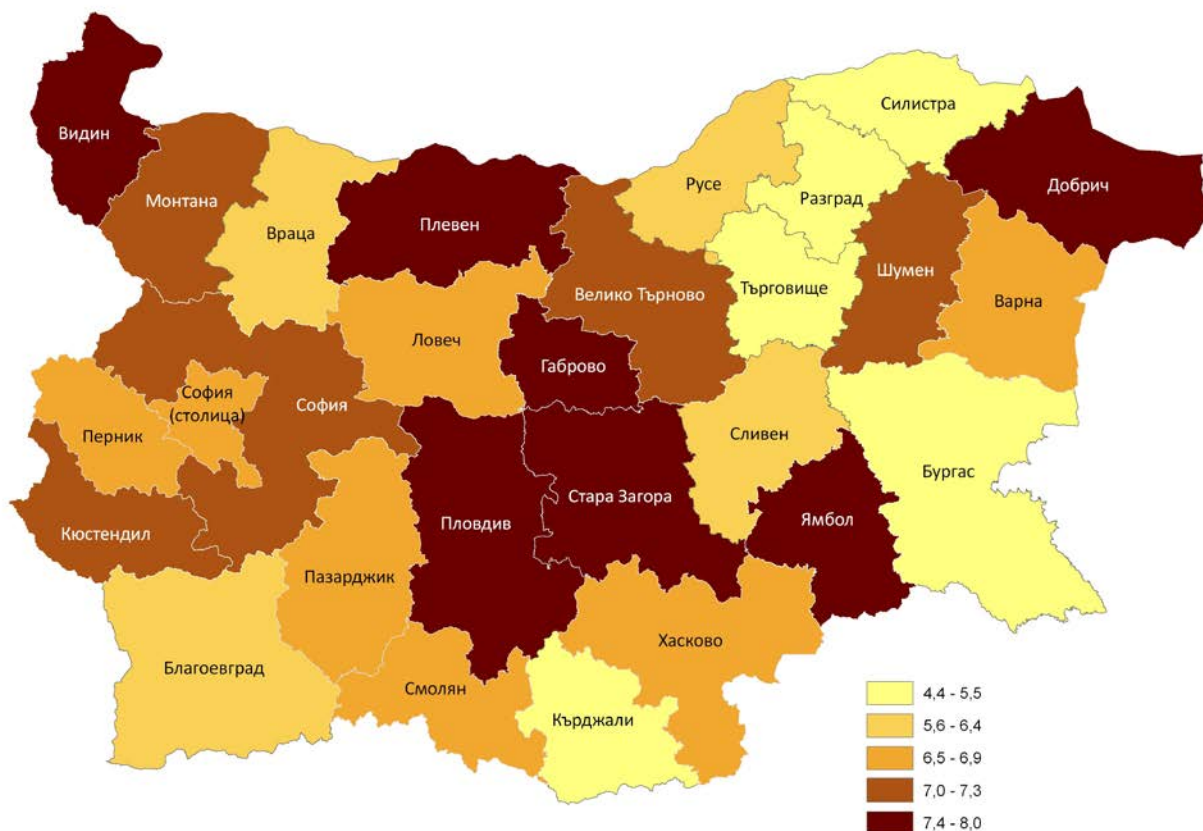 Силистра
Видин
Добрич
Русе
Разград
Монтана
Плевен
Враца
Шумен
Търговище
Велико Търново
Варна
Ловеч
Габрово
София
(столица)
София
Перник
Сливен
Бургас
Стара Загора
Ямбол
Пловдив
Кюстендил
Пазарджик
Хасково
Благоевград
Смолян
Кърджали
4,4 - 5,5
5,6 - 6,4
6,5 - 6,9
7,0 - 7,3
7,4 - 8,0